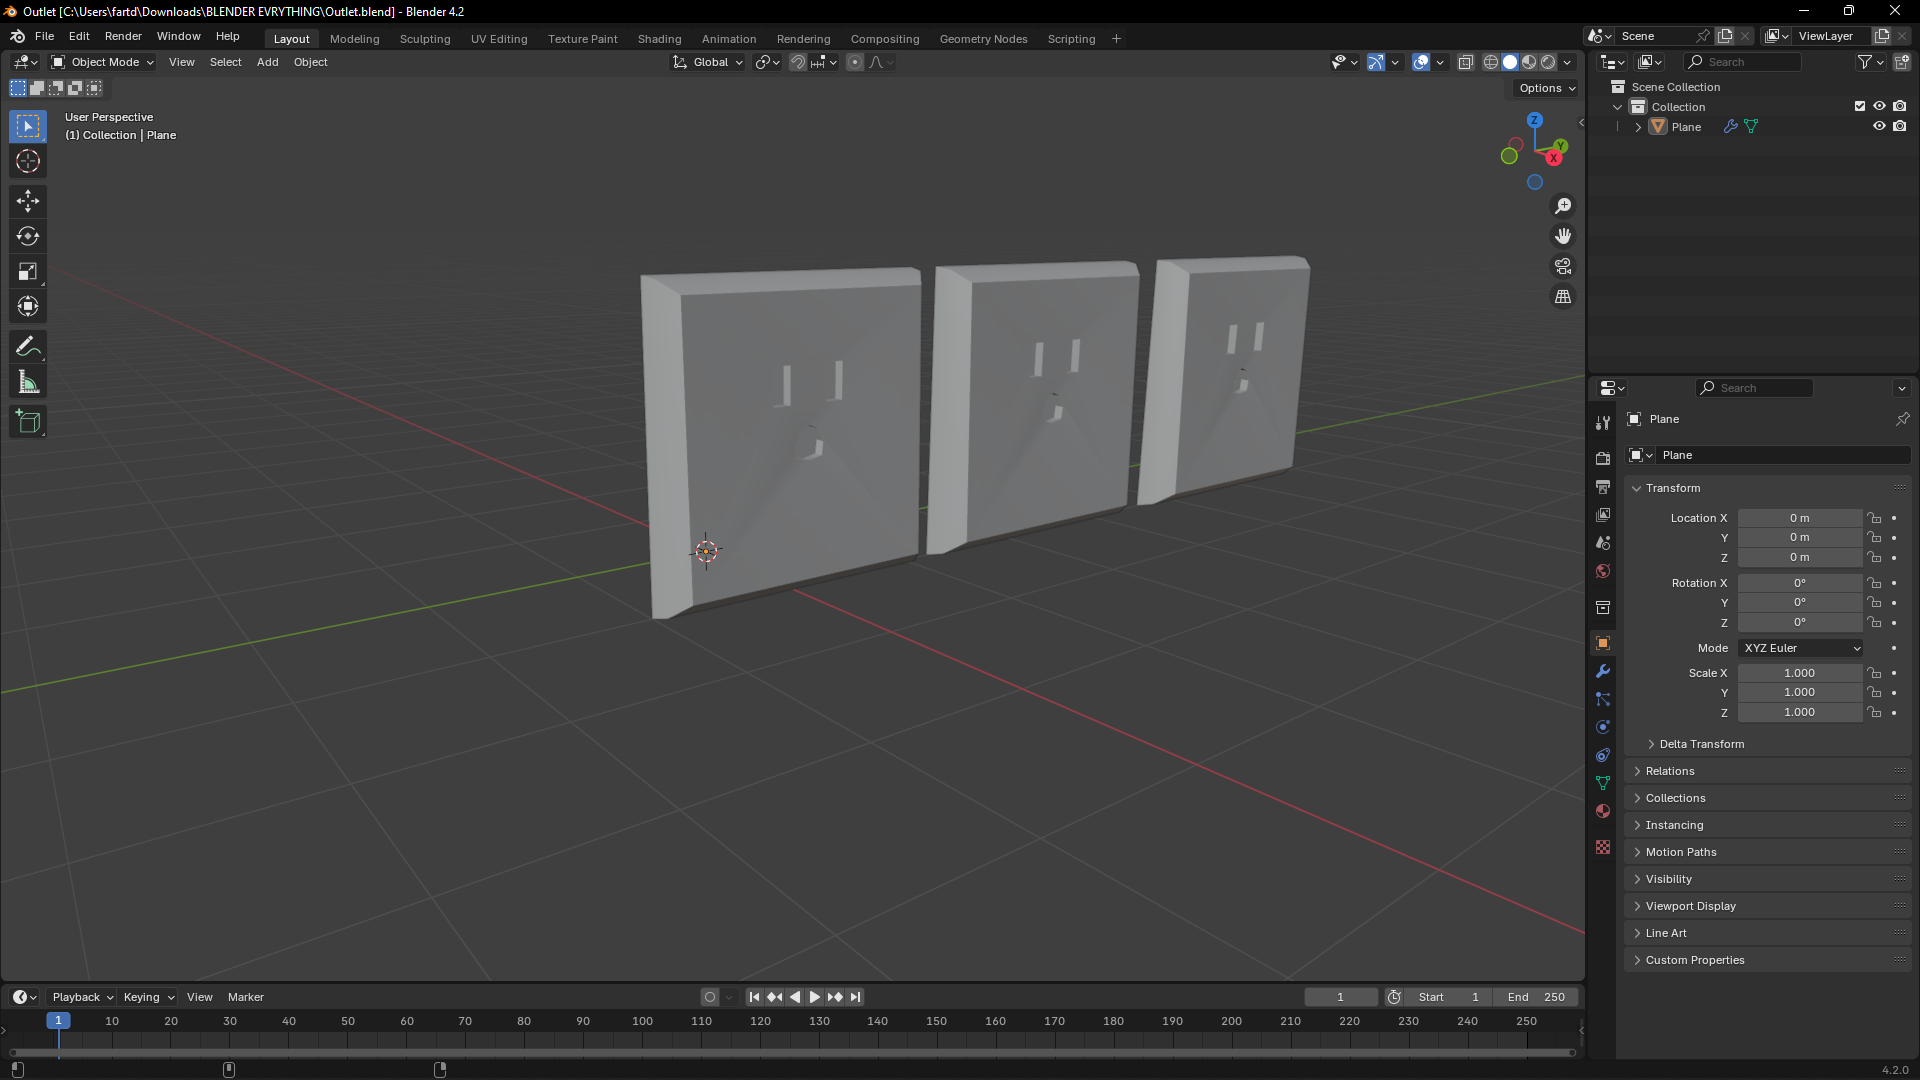 Outlet [C:\Users\fartd\Downloads\BLENDER EVRYTHING\Outlet.blend] - Blender 4.2
File Edit Render Window Help
Layout Modeling Sculpting UV Editing Texture Paint Shading Animation Rendering Compositing Geometry Nodes Scripting +
Scene
ViewLayer
Object Mode View Select Add Object
Global
Search
Options
User Perspective
(1) Collection | Plane
Z
Y
X
Scene Collection
Collection
Plane
Search
Plane
Plane
Transform
Location X 0 m
Y 0 m
Z 0 m
Rotation X 0°
Y 0°
Z 0°
Mode XYZ Euler
Scale X 1.000
Y 1.000
Z 1.000
Delta Transform
Relations
Collections
Instancing
Motion Paths
Visibility
Viewport Display
Line Art
Custom Properties
Playback Keying View Marker
1 Start 1 End 250
1 10 20 30 40 50 60 70 80 90 100 110 120 130 140 150 160 170 180 190 200 210 220 230 240 250
4.2.0